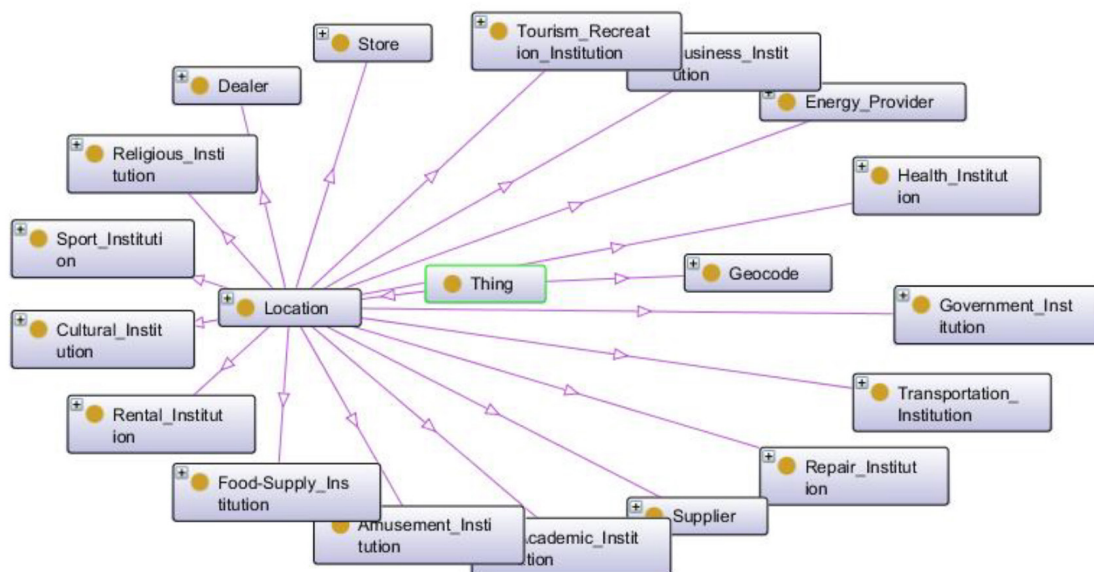 Store
Tourism_Recreat
ion_Institution
usiness_Instit
ution
Dealer
Energy_Provider
Religious_Insti
tution
Health_Institut
ion
Sport_Instituti
on
Thing
Geocode
Location
Government_Inst
itution
Cultural_Instit
ution
Transportation_
Institution
Rental_Institut
ion
Repair_Institut
ion
Food-Supply_Ins
titution
Supplier
Amusement_Insti
tution
Academic_Instit
ution